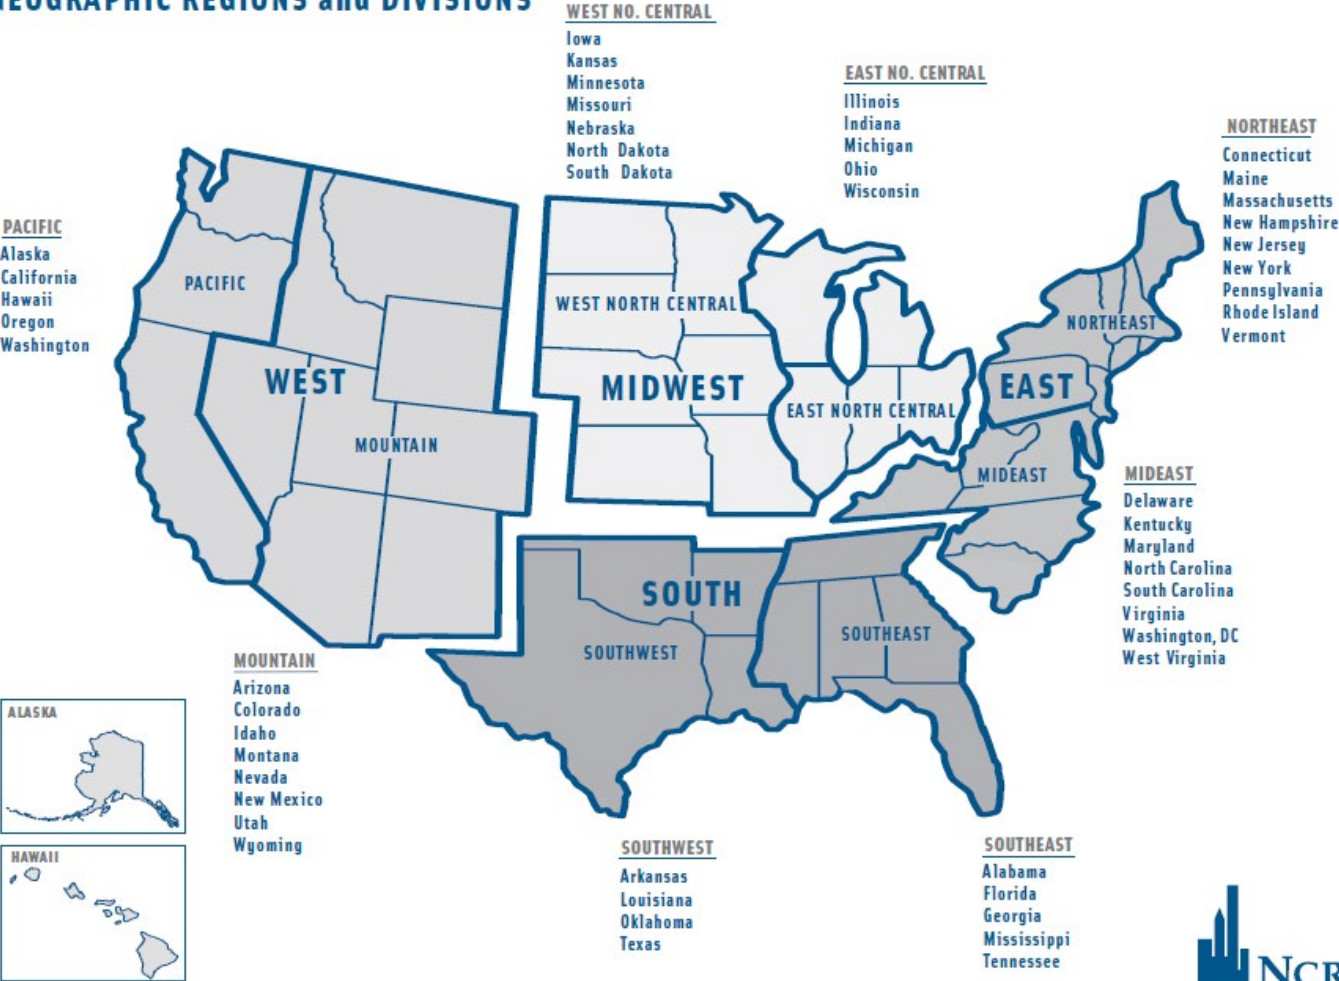 GEOGRAPHIC REGIONS and DIVISIONS
WEST NO. CENTRAL
Iowa
Kansas
Minnesota
Missouri
Nebraska
North Dakota
South Dakota
EAST NO. CENTRAL
Illinois
Indiana
Michigan
Ohio
Wisconsin
NORTHEAST
Connecticut
Maine
Massachusetts
New Hampshire
New Jersey
New York
Pennsylvania
Rhode Island
Vermont
PACIFIC
Alaska
California
Hawaii
Oregon
Washington
PACIFIC
WEST
MOUNTAIN
WEST NORTH CENTRAL
MIDWEST
EAST NORTH CENTRAL
NORTHEAST
EAST
MIDEAST
SOUTH
SOUTHWEST
SOUTHEAST
MIDEAST
Delaware
Kentucky
Maryland
North Carolina
South Carolina
Virginia
Washington, DC
West Virginia
MOUNTAIN
Arizona
Colorado
Idaho
Montana
Nevada
New Mexico
Utah
Wyoming
ALASKA
HAWAII
SOUTHWEST
Arkansas
Louisiana
Oklahoma
Texas
SOUTHEAST
Alabama
Florida
Georgia
Mississippi
Tennessee
NCR